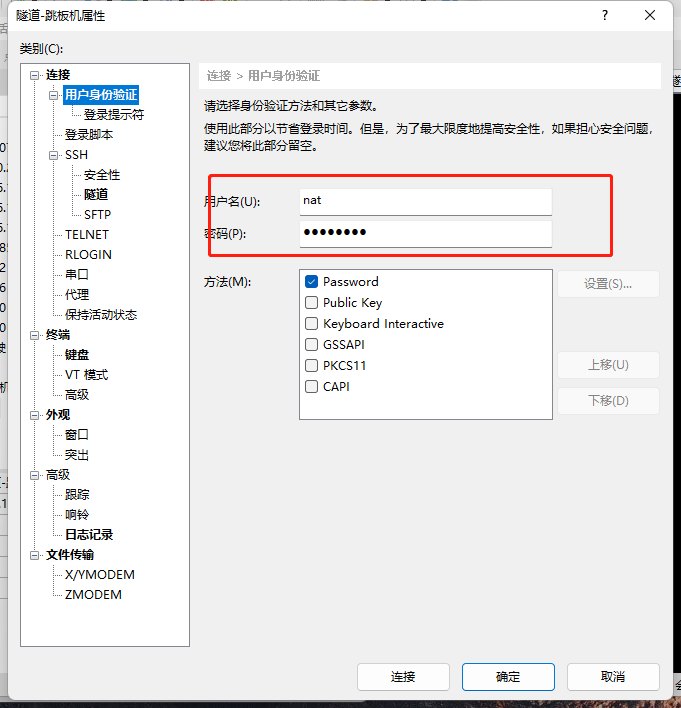 隧道-跳板机属性
?
类别(C):
连接
用户身份验证
登录提示符
登录脚本
SSH
安全性
隧道
SFTP
TELNET
RLOGIN
串口
代理
保持活动状态
终端
键盘
VT 模式
高级
外观
窗口
突出
高级
跟踪
响铃
日志记录
文件传输
X/YMODEM
ZMODEM
连接 > 用户身份验证
请选择身份验证方法和其它参数。
使用此部分以节省登录时间。但是，为了最大限度地提高安全性，如果担心安全问题，
建议您将此部分留空。
用户名(U):
nat
密码(P):
●●●●●●●●
方法(M):
Password
Public Key
Keyboard Interactive
GSSAPI
PKCS11
CAPI
设置(S)...
上移(U)
下移(D)
连接
确定
取消